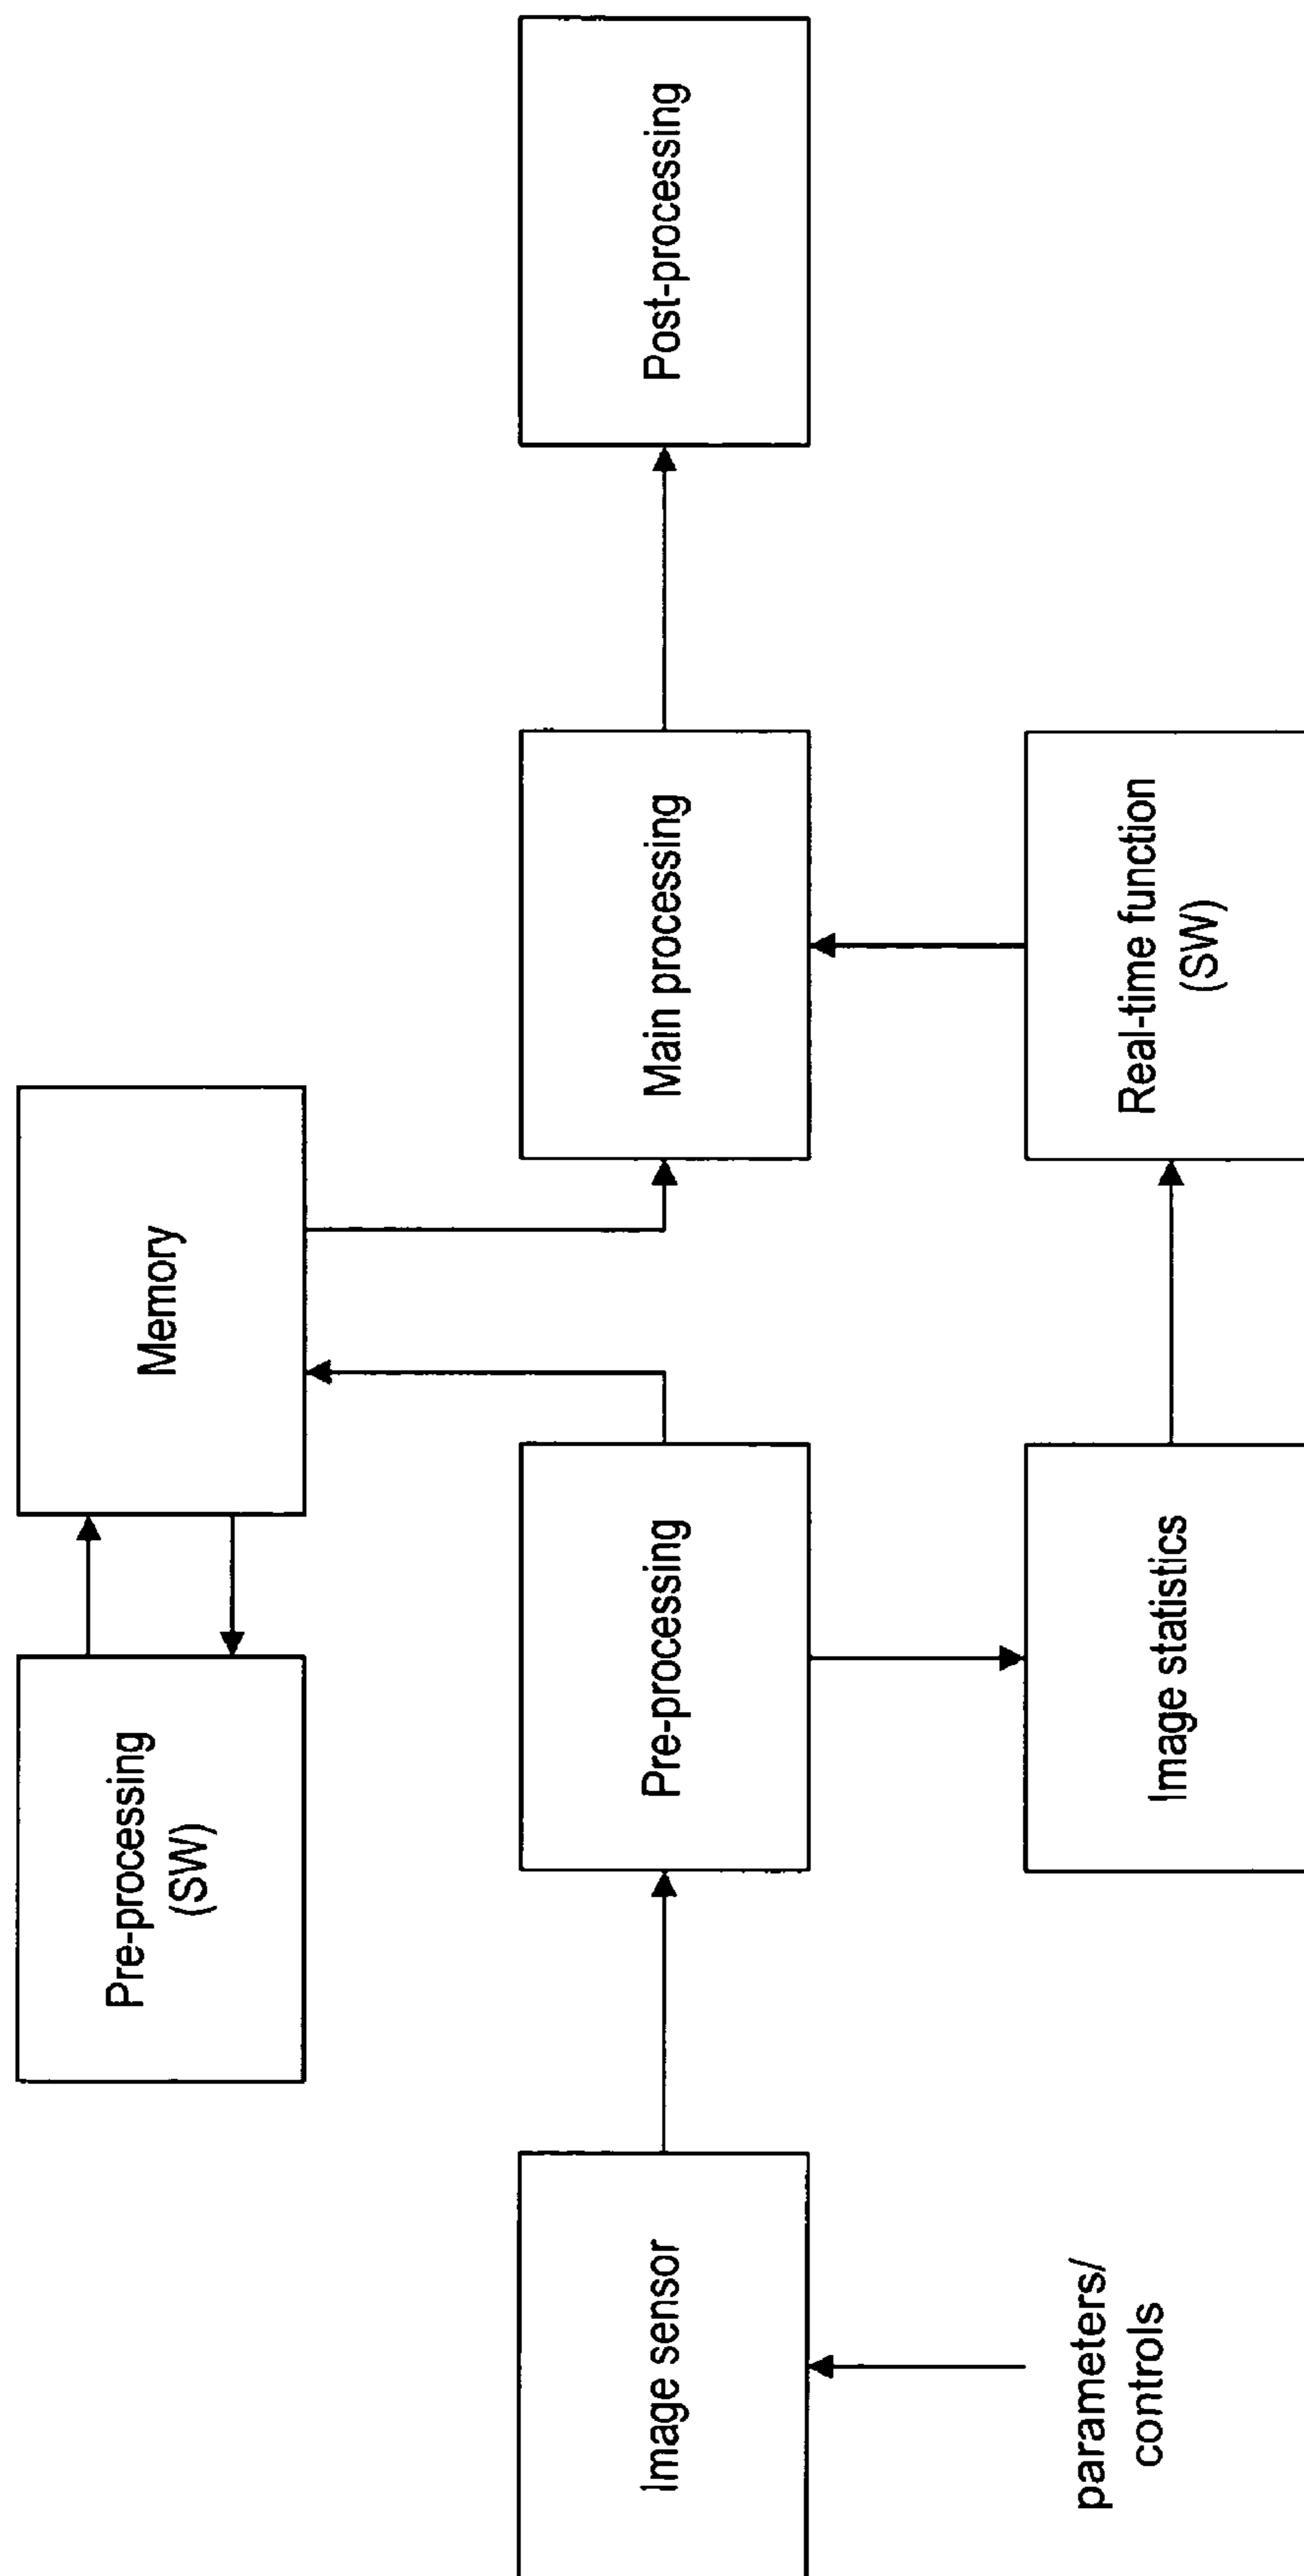 Pre-processing
(SW)
Memory
Image sensor
Pre-processing
Main processing
Post-processing
parameters/
controls
Image statistics
Real-time function
(SW)